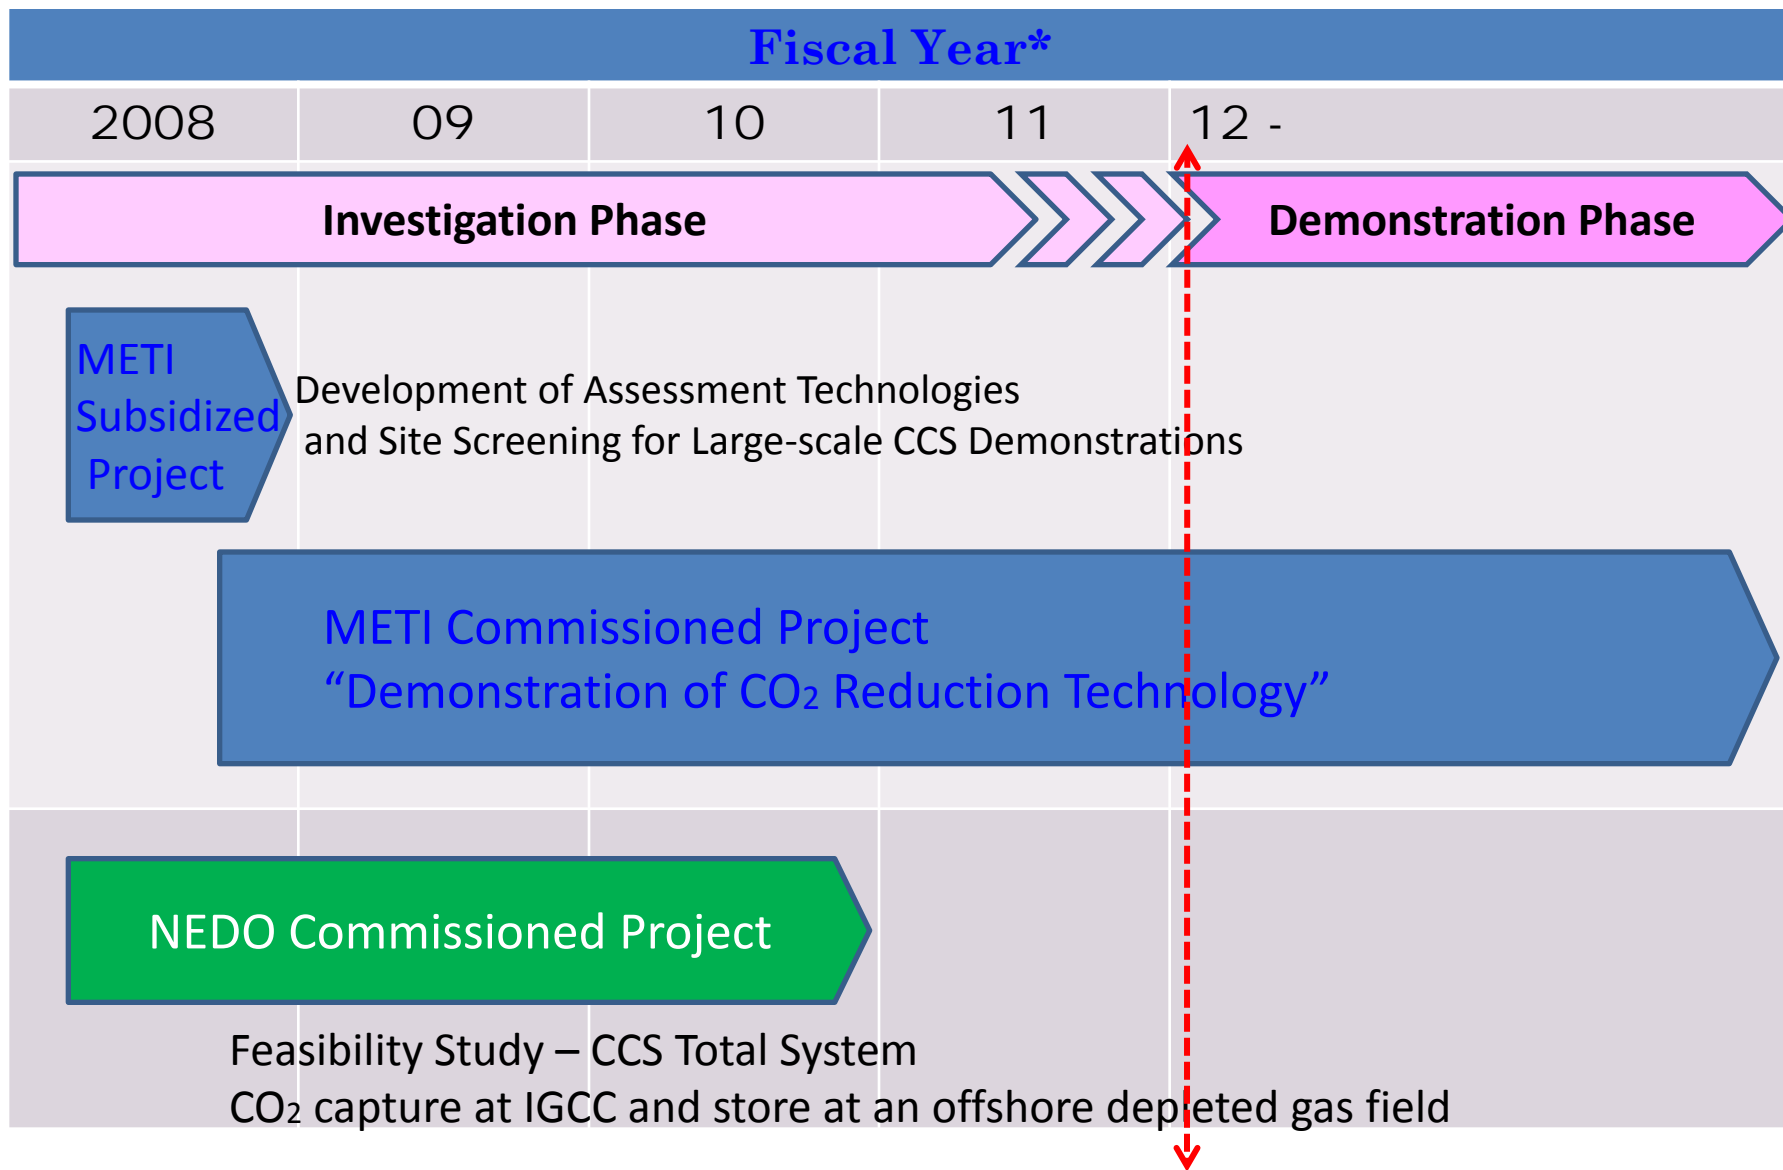 Fiscal Year*
2008 09 10 11 12 -
Investigation Phase
Demonstration Phase
METI
Subsidized
Project
Development of Assessment Technologies
and Site Screening for Large-scale CCS Demonstrations
METI Commissioned Project
“Demonstration of CO2 Reduction Technology”
NEDO Commissioned Project
Feasibility Study – CCS Total System
CO2 capture at IGCC and store at an offshore depleted gas field